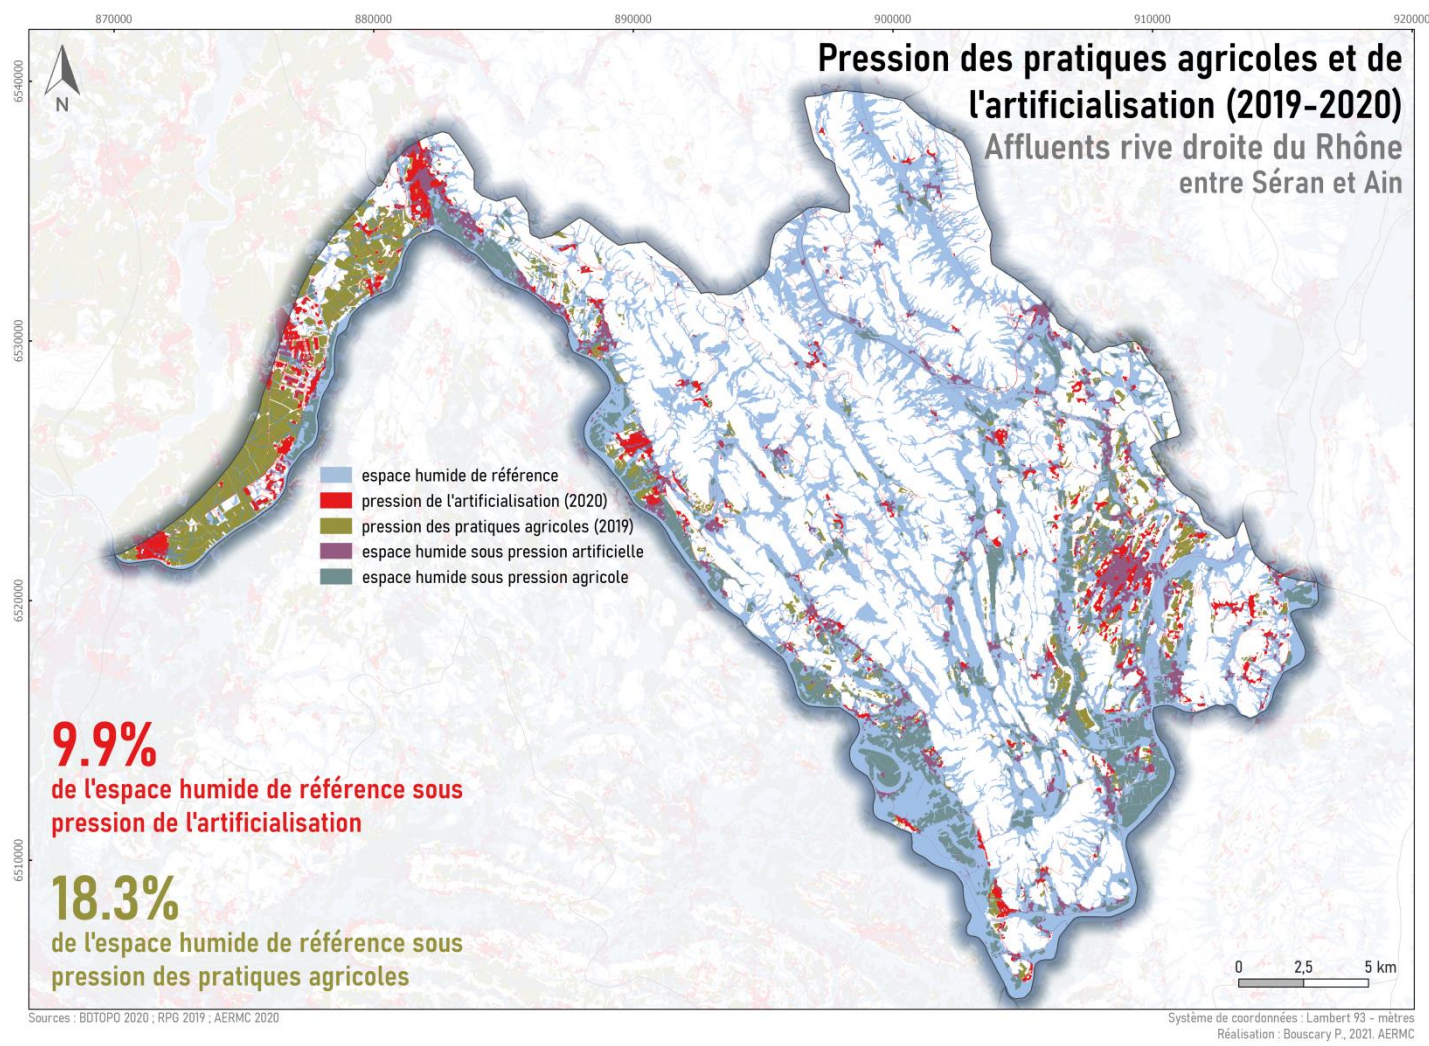 870000
880000
890000
900000
910000
920000
6540000
6530000
6520000
6510000
N
Pression des pratiques agricoles et de
l'artificialisation (2019-2020)
Affluents rive droite du Rhône
entre Séran et Ain
espace humide de référence
pression de l'artificialisation (2020)
pression des pratiques agricoles (2019)
espace humide sous pression artificielle
espace humide sous pression agricole
9.9%
de l'espace humide de référence sous
pression de l'artificialisation
18.3%
de l'espace humide de référence sous
pression des pratiques agricoles
0 2,5 5 km
Sources : BDTOPO 2020 ; RPG 2019 ; AERMC 2020
Système de coordonnées : Lambert 93 - mètres
Réalisation : Bouscary P., 2021. AERMC